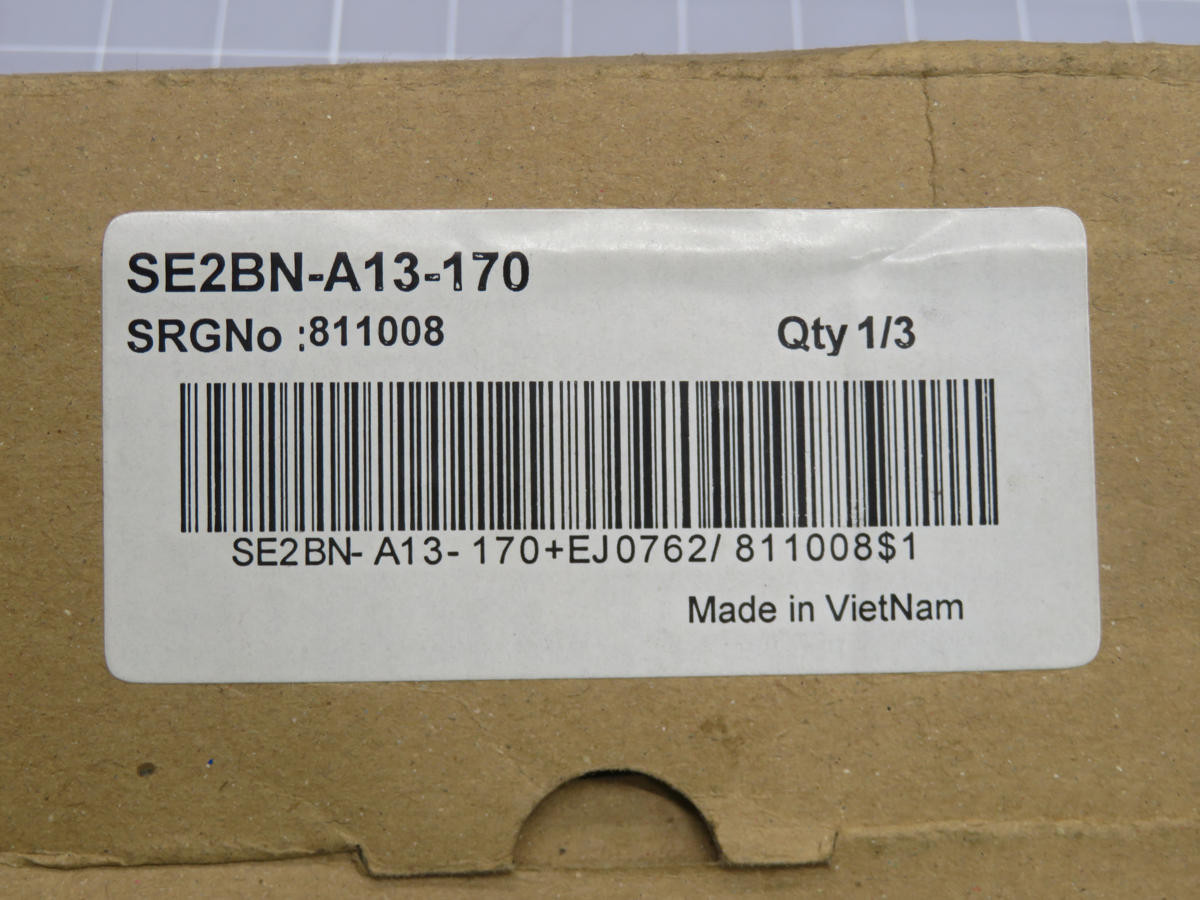 SE2BN-A13-170
SRGNo :811008 Qty 1/3
SE2BN-A13-170+EJ0762/811008$1
Made in VietNam